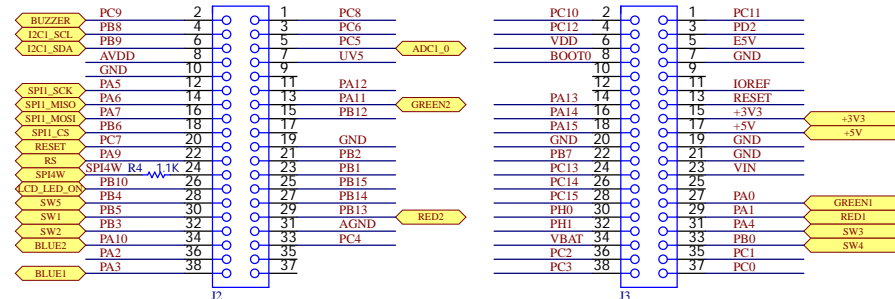 BUZZER PC9 2 1 PC8
I2C1_SCL PB8 4 3 PC6
I2C1_SDA PB9 6 5 PC5 ADC1_0
AVDD 8 7 UV5
GND 10 9
SPI1_SCK PA5 12 11 PA12
SPI1_MISO PA6 14 13 PA11 GREEN2
SPI1_MOSI PA7 16 15 PB12
SPI1_CS PB6 18 17
RESET PC7 20 19 GND
RS PA9 22 21 PB2
SPI4W SPI4W R4 1.1K 24 23 PB1
LCD_LED_ON PB10 26 25 PB15
SW5 PB4 28 27 PB14
SW1 PB5 30 29 PB13 RED2
SW2 PB3 32 31 AGND
BLUE2 PA10 34 33 PC4
PA2 36 35
BLUE1 PA3 38 37
J2
PC10 2 1 PC11
PC12 4 3 PD2
VDD 6 5 E5V
BOOT0 8 7 GND
10 9
12 11 IOREF
PA13 14 13 RESET
PA14 16 15 +3V3 +3V3
PA15 18 17 +5V +5V
GND 20 19 GND
PB7 22 21 GND
PC13 24 23 VIN
PC14 26 25
PC15 28 27 PA0 GREEN1
PH0 30 29 PA1 RED1
PH1 32 31 PA4 SW3
VBAT 34 33 PB0 SW4
PC2 36 35 PC1
PC3 38 37 PC0
J3